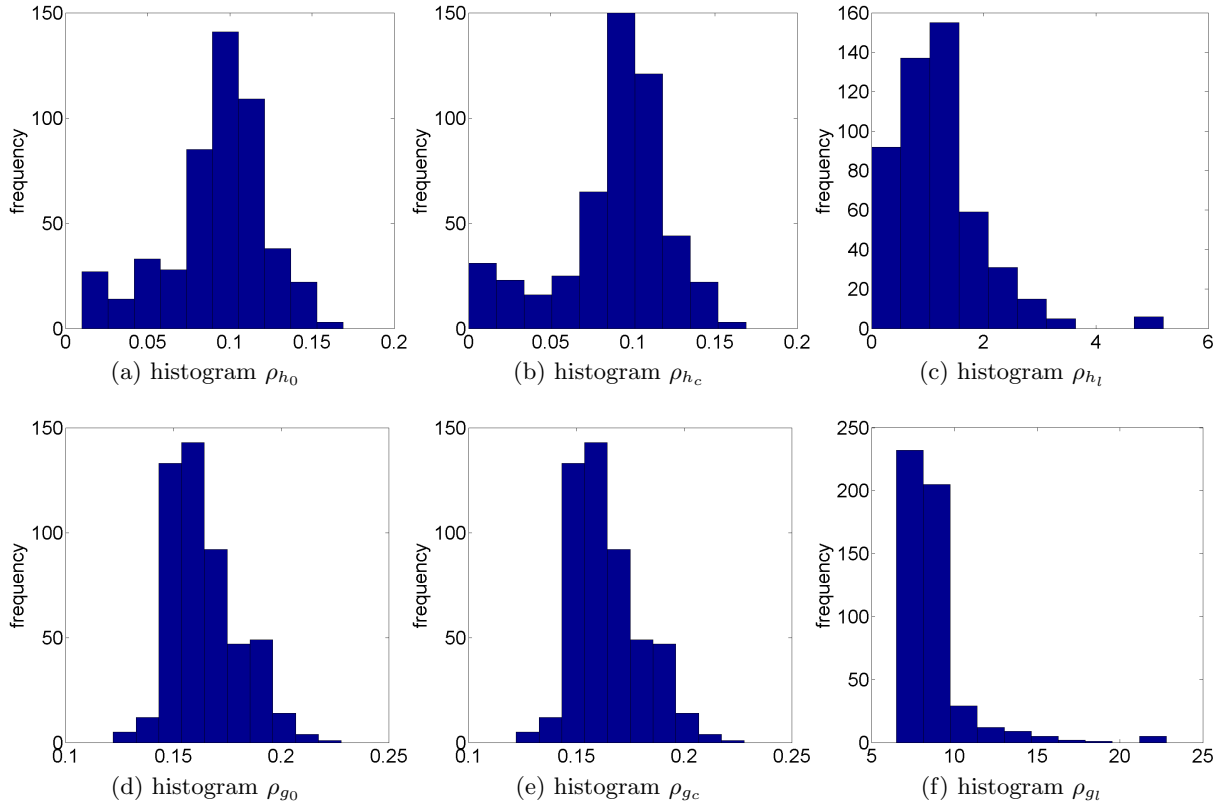 150
100
50
0
frequency
0 0.05 0.1 0.15 0.2
(a) histogram ρh0
150
100
50
0
frequency
0 0.05 0.1 0.15 0.2
(b) histogram ρhc
160
140
120
100
80
60
40
20
0
frequency
0 2 4 6
(c) histogram ρhl
150
100
50
0
frequency
0.1 0.15 0.2 0.25
(d) histogram ρg0
150
100
50
0
frequency
0.1 0.15 0.2 0.25
(e) histogram ρgc
250
200
150
100
50
0
frequency
5 10 15 20 25
(f) histogram ρgl